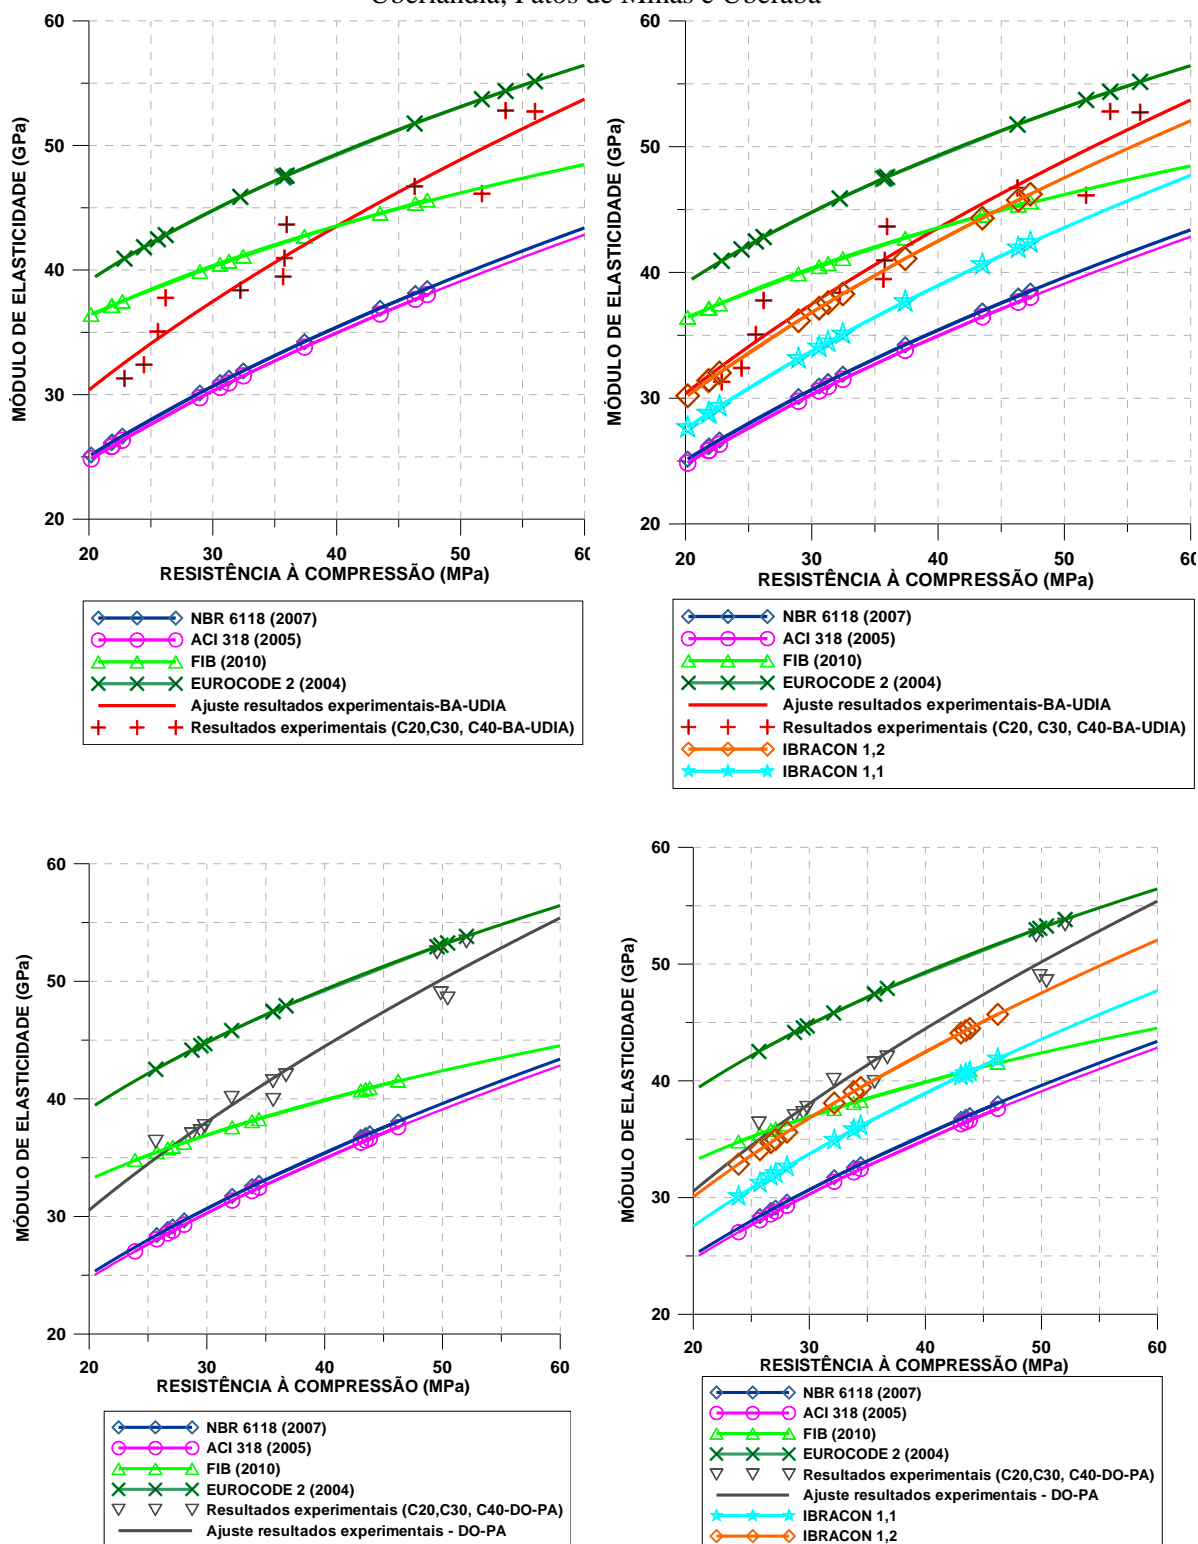 Uberlândia, Patos de Minas e Uberaba
60
50
40
30
20
MÓDULO DE ELASTICIDADE (GPa)
20 30 40 50 60
RESISTÊNCIA À COMPRESSÃO (MPa)
NBR 6118 (2007)
ACI 318 (2005)
FIB (2010)
EUROCODE 2 (2004)
Ajuste resultados experimentais-BA-UDIA
Resultados experimentais (C20,C30, C40-BA-UDIA)
60
50
40
30
20
MÓDULO DE ELASTICIDADE (GPa)
20 30 40 50 60
RESISTÊNCIA À COMPRESSÃO (MPa)
NBR 6118 (2007)
ACI 318 (2005)
FIB (2010)
EUROCODE 2 (2004)
Ajuste resultados experimentais-BA-UDIA
Resultados experimentais (C20, C30, C40-BA-UDIA)
IBRACON 1,2
IBRACON 1,1
60
50
40
30
20
MÓDULO DE ELASTICIDADE (GPa)
20 30 40 50 60
RESISTÊNCIA À COMPRESSÃO (MPa)
NBR 6118 (2007)
ACI 318 (2005)
FIB (2010)
EUROCODE 2 (2004)
Resultados experimentais (C20,C30, C40-DO-PA)
Ajuste resultados experimentais - DO-PA
60
50
40
30
20
MÓDULO DE ELASTICIDADE (GPa)
20 30 40 50 60
RESISTÊNCIA À COMPRESSÃO (MPa)
NBR 6118 (2007)
ACI 318 (2005)
FIB (2010)
EUROCODE 2 (2004)
Resultados experimentais (C20,C30, C40-DO-PA)
Ajuste resultados experimentais - DO-PA
IBRACON 1,1
IBRACON 1,2